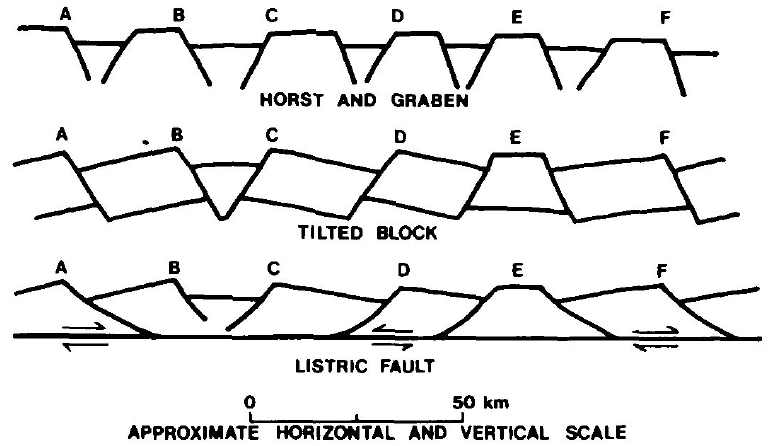 A B C D E F
HORST AND GRABEN
A B C D E F
TILTED BLOCK
A B C D E F
LISTRIC FAULT
0 50 km
APPROXIMATE HORIZONTAL AND VERTICAL SCALE